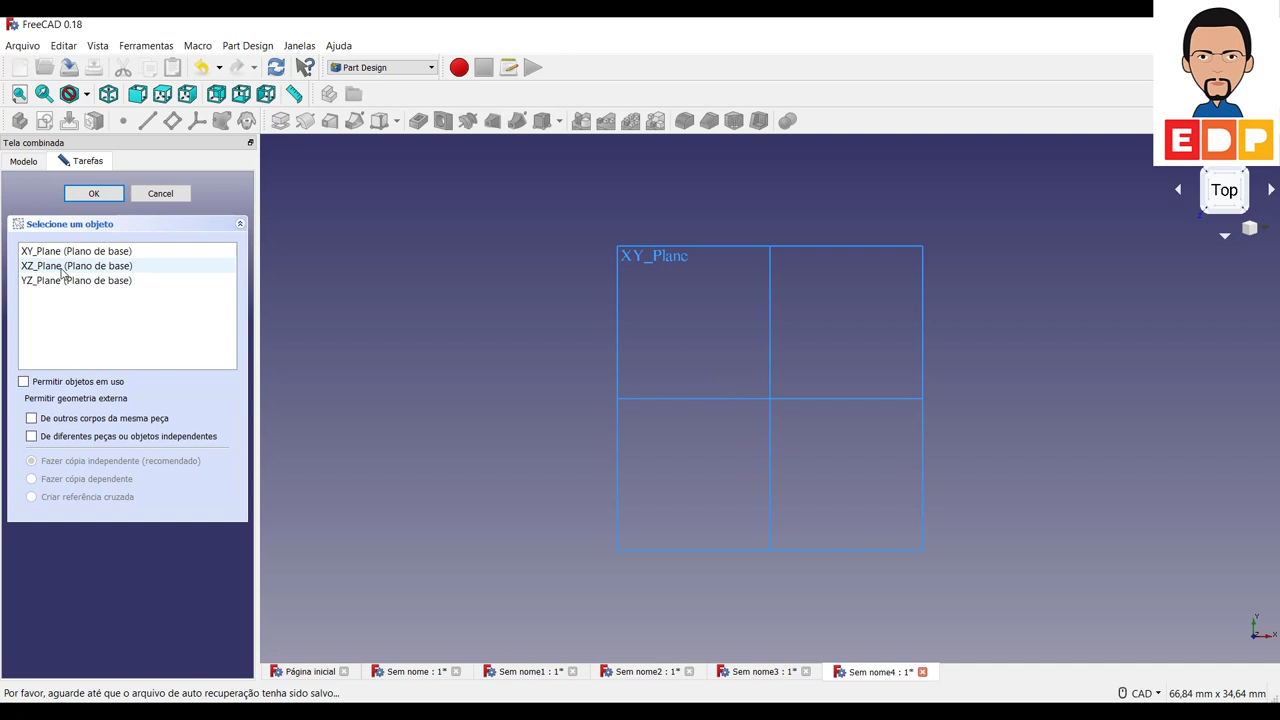 FreeCAD 0.18
Arquivo Editar Vista Ferramentas Macro Part Design Janelas Ajuda
Part Design
Tela combinada
Modelo Tarefas
OK Cancel
Selecione um objeto
XY_Plane (Plano de base)
XZ_Plane (Plano de base)
YZ_Plane (Plano de base)
Permitir objetos em uso
Permitir geometria externa
De outros corpos da mesma peça
De diferentes peças ou objetos independentes
Fazer cópia independente (recomendado)
Fazer cópia dependente
Criar referência cruzada
XY_Plane
EDP
Top
Z
Y
Z X
Página inicial Sem nome : 1* Sem nome1 : 1* Sem nome2 : 1* Sem nome3 : 1* Sem nome4 : 1*
Por favor, aguarde até que o arquivo de auto recuperação tenha sido salvo... CAD 66,84 mm x 34,64 mm